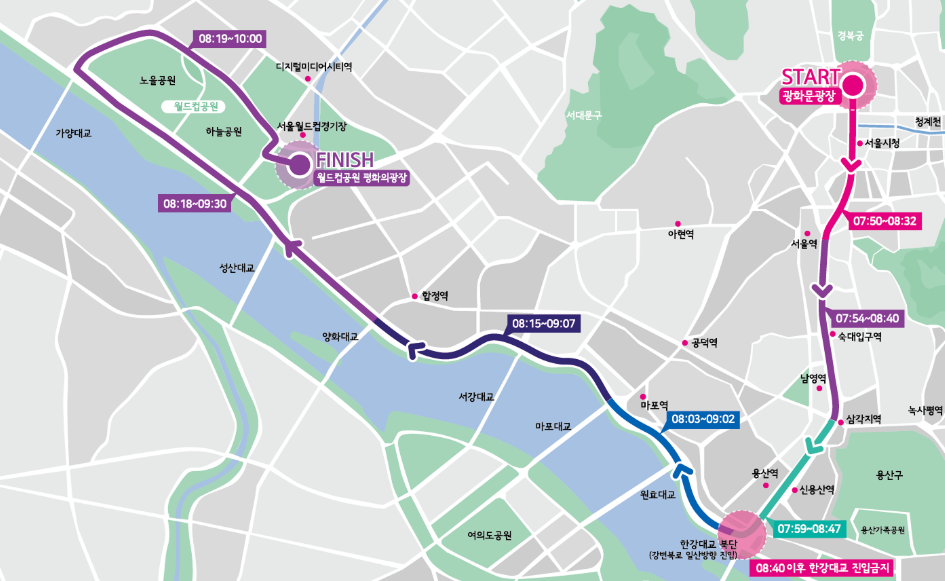 경복궁
START
광화문광장
청계천
서울시청
08:19~10:00
디지털미디어시티역
노을공원
월드컵공원
하늘공원
서울월드컵경기장
가양대교
FINISH
월드컵공원 평화의광장
서대문구
08:18~09:30
07:50~08:32
아현역
서울역
성산대교
합정역
07:54~08:40
08:15~09:07
양화대교
공덕역
숙대입구역
남영역
서강대교
마포역
녹사평역
삼각지역
마포대교
08:03~09:02
용산역
신용산역
용산구
원효대교
여의도공원
07:59~08:47
용산가족공원
한강대교 북단
(강변북로 일산방향 진입)
08:40 이후 한강대교 진입금지